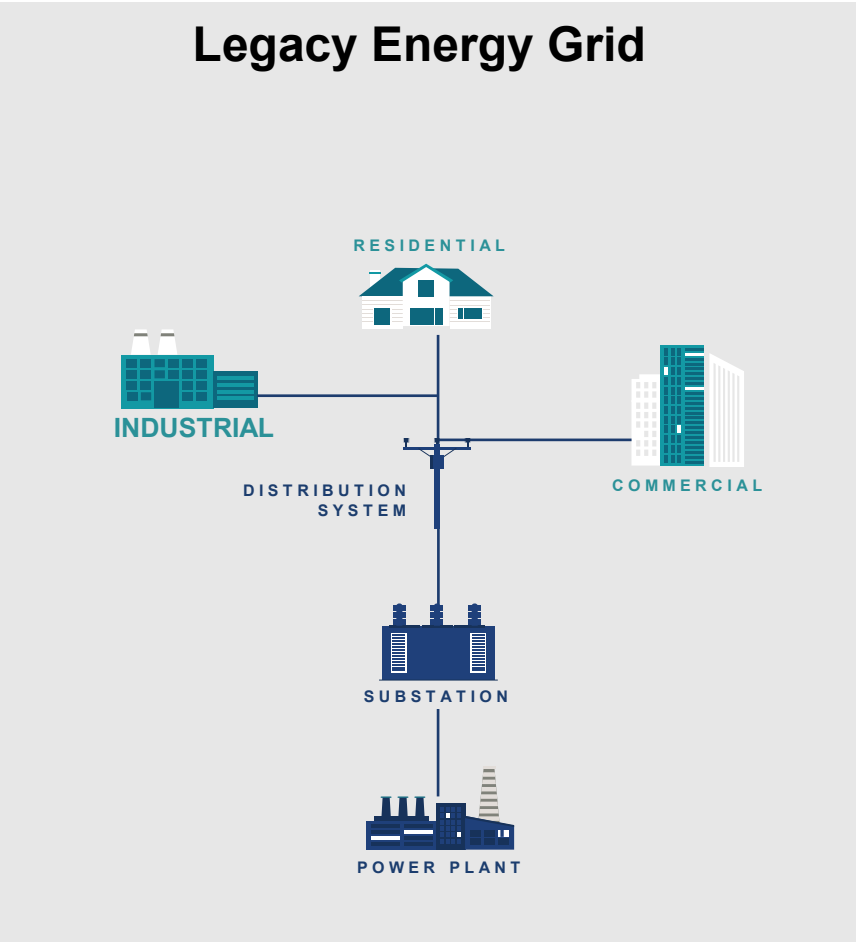 Legacy Energy Grid
RESIDENTIAL
INDUSTRIAL
COMMERCIAL
DISTRIBUTION
SYSTEM
SUBSTATION
POWER PLANT